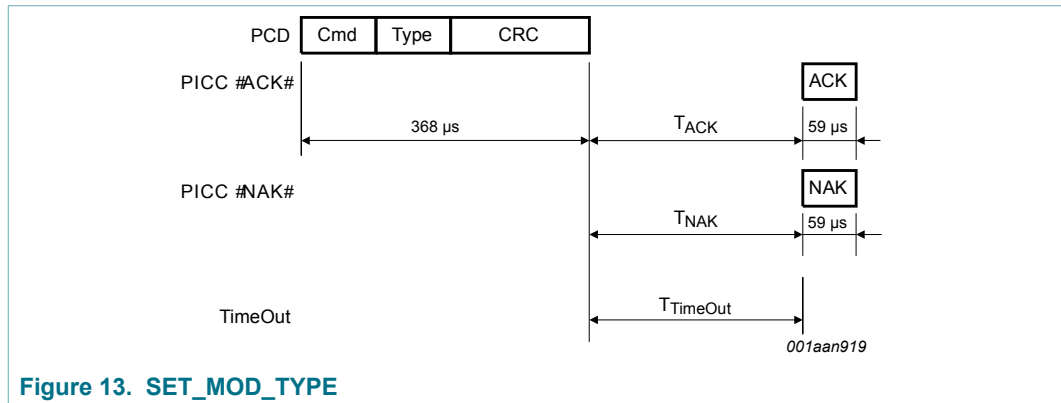 PCD Cmd Type CRC
PICC #ACK# ACK
368 µs TACK 59 µs
PICC #NAK# NAK
TNAK 59 µs
TimeOut TTimeOut
001aan919
Figure 13. SET_MOD_TYPE